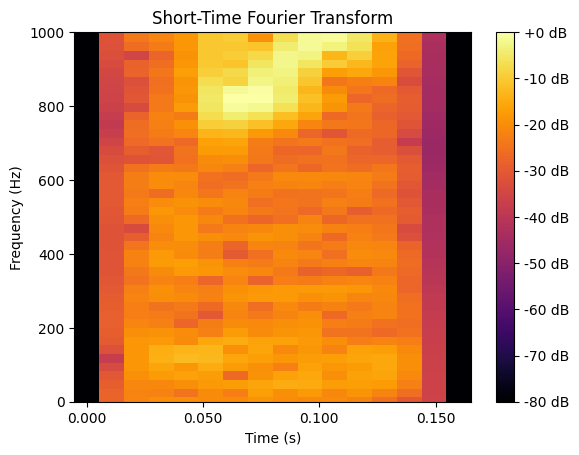 Short-Time Fourier Transform
Frequency (Hz)
1000
800
600
400
200
0
0.000
0.050
0.100
0.150
Time (s)
+0 dB
-10 dB
-20 dB
-30 dB
-40 dB
-50 dB
-60 dB
-70 dB
-80 dB